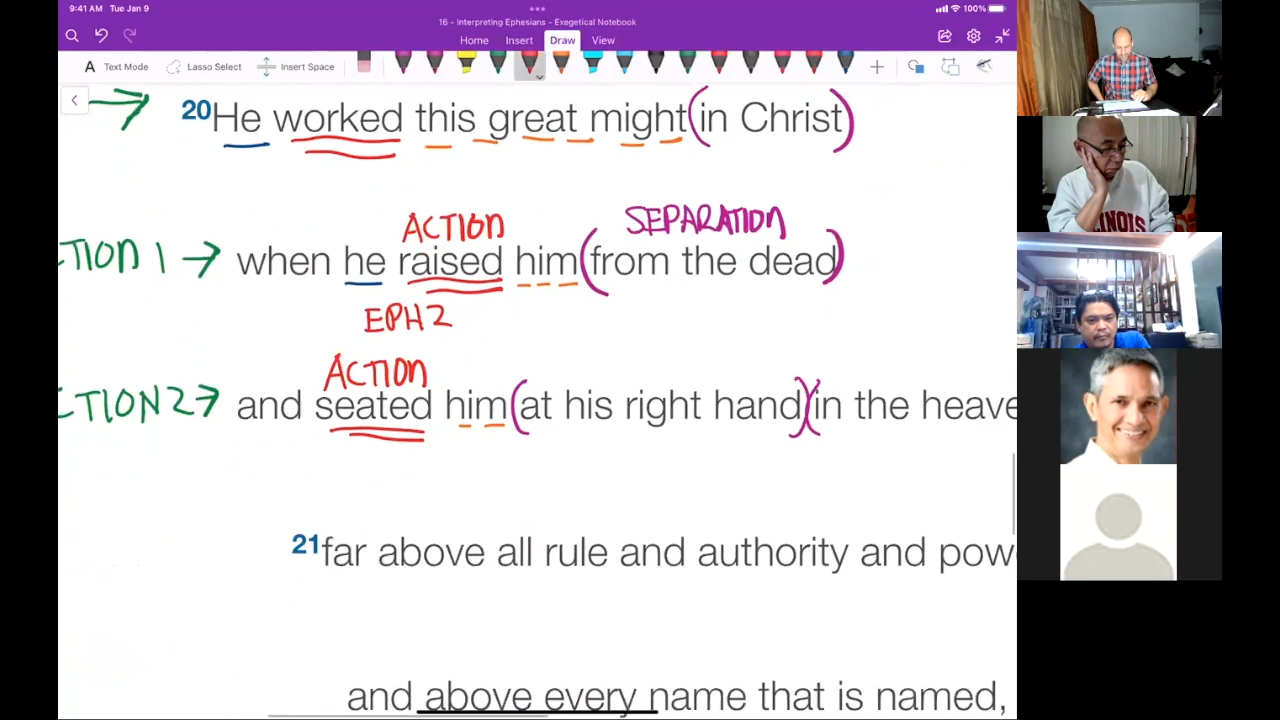 9:41 AM Tue Jan 9
100%
16 - Interpreting Ephesians - Exegetical Notebook
Home Insert Draw View
A Text Mode Lasso Select Insert Space
20He worked this great might (in Christ)
ACTION SEPARATION
CTION 1 → when he raised him (from the dead)
EPH 2
ACTION
CTION 2 → and seated him (at his right hand) (in the heave
21far above all rule and authority and pow
and above every name that is named,
ILLINOIS